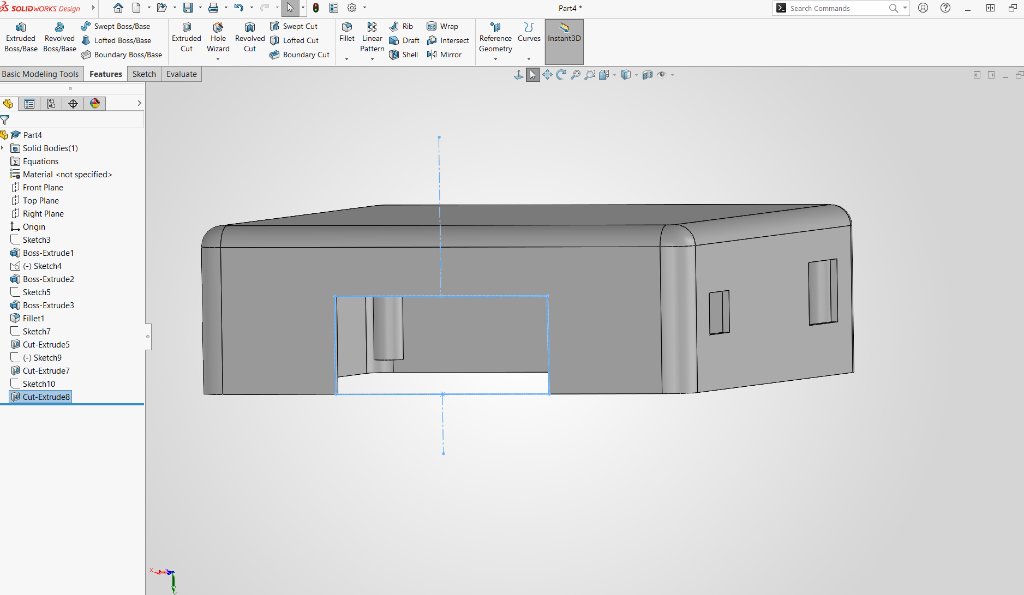 SOLIDWORKS Design
Part4 *
Search Commands
Extruded Boss/Base
Revolved Boss/Base
Swept Boss/Base
Lofted Boss/Base
Boundary Boss/Base
Extruded Cut
Hole Wizard
Revolved Cut
Swept Cut
Lofted Cut
Boundary Cut
Fillet
Linear Pattern
Rib
Draft
Shell
Wrap
Intersect
Mirror
Reference Geometry
Curves
Instant3D
Basic Modeling Tools
Features
Sketch
Evaluate
Part4
Solid Bodies(1)
Equations
Material <not specified>
Front Plane
Top Plane
Right Plane
Origin
Sketch3
Boss-Extrude1
(-) Sketch4
Boss-Extrude2
Sketch5
Boss-Extrude3
Fillet1
Sketch7
Cut-Extrude5
(-) Sketch9
Cut-Extrude7
Sketch10
Cut-Extrude8